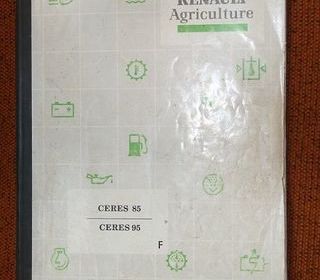 RENAULT
Agriculture
CERES 85
CERES 95
F